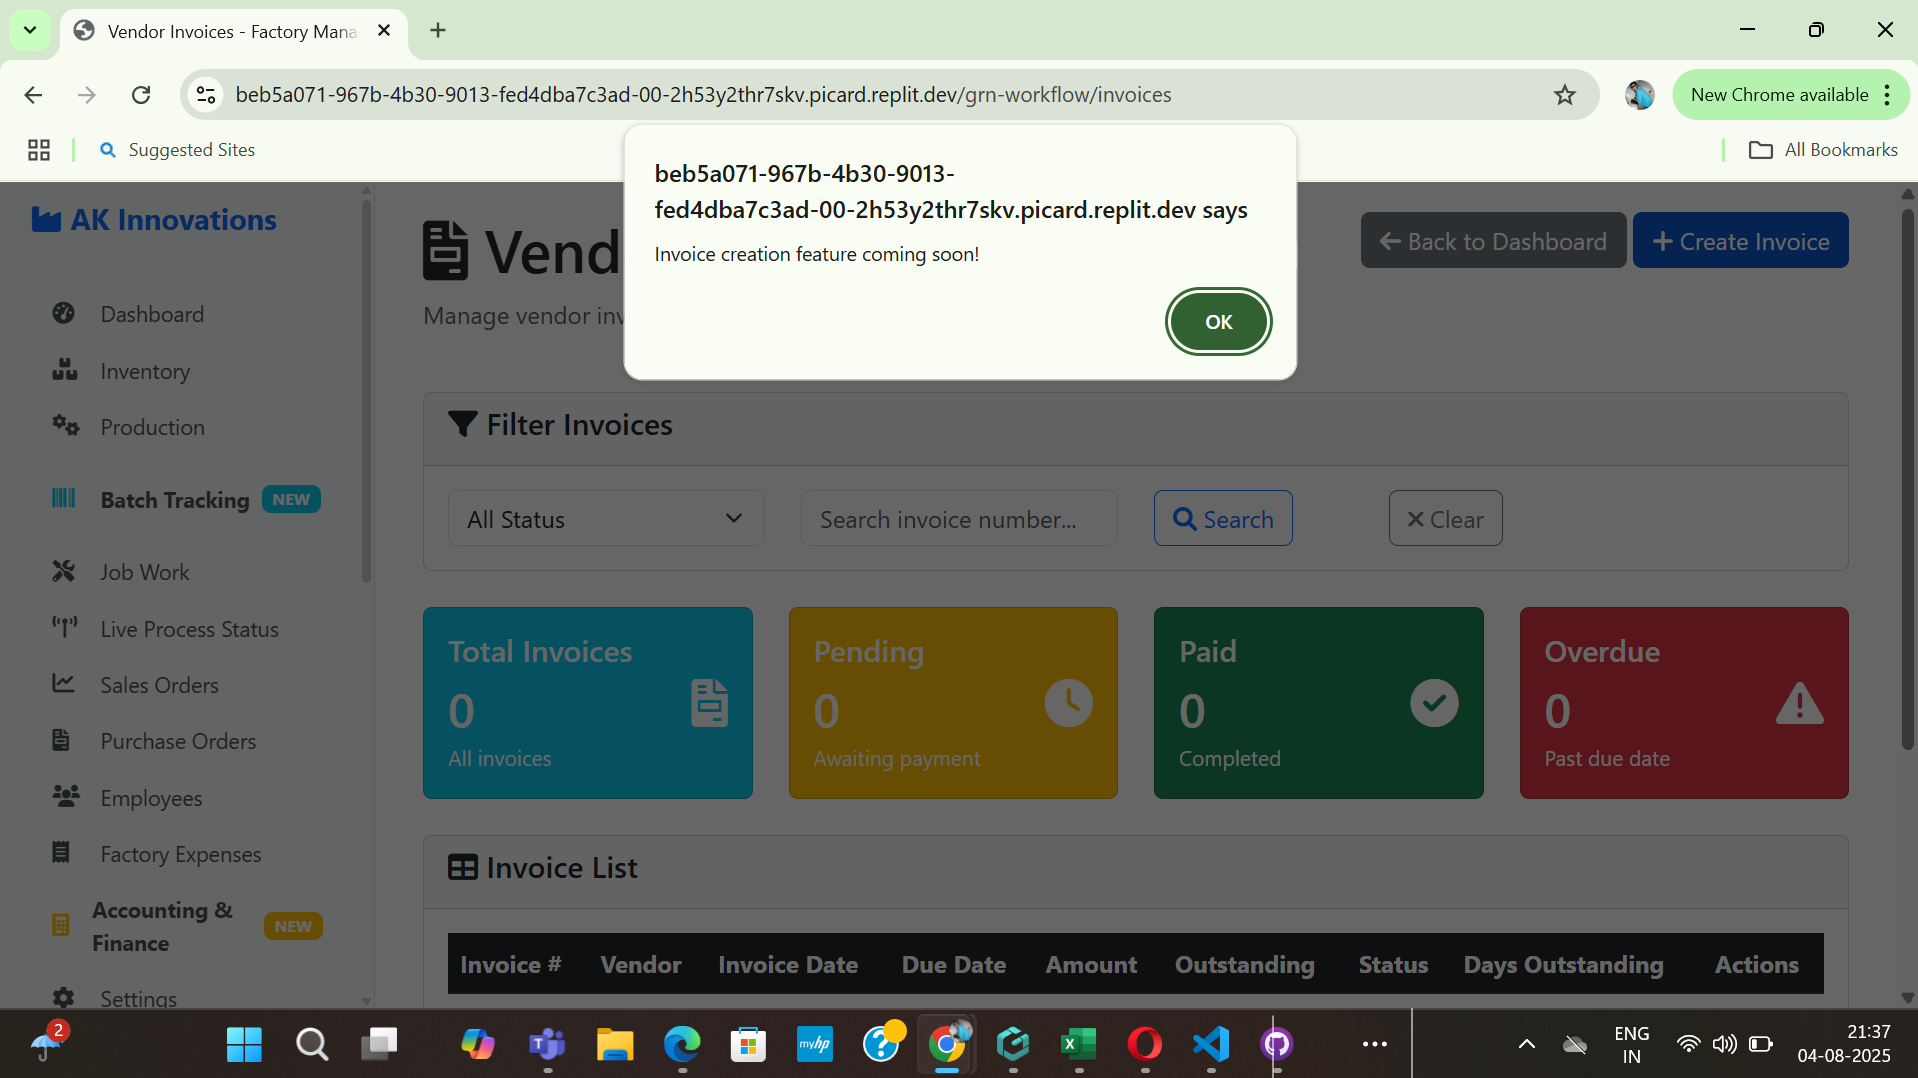 Vendor Invoices - Factory Mana
beb5a071-967b-4b30-9013-fed4dba7c3ad-00-2h53y2thr7skv.picard.replit.dev/grn-workflow/invoices
New Chrome available
Suggested Sites
All Bookmarks
beb5a071-967b-4b30-9013-
fed4dba7c3ad-00-2h53y2thr7skv.picard.replit.dev says
Invoice creation feature coming soon!
OK
AK Innovations
Dashboard
Inventory
Production
Batch Tracking NEW
Job Work
Live Process Status
Sales Orders
Purchase Orders
Employees
Factory Expenses
Accounting &
Finance
NEW
Settings
Vend
Manage vendor inv
Back to Dashboard
Create Invoice
Filter Invoices
All Status
Search invoice number...
Search
Clear
Total Invoices
0
All invoices
Pending
0
Awaiting payment
Paid
0
Completed
Overdue
0
Past due date
Invoice List
Invoice # Vendor Invoice Date Due Date Amount Outstanding Status Days Outstanding Actions
2
myhp
ENG
IN
21:37
04-08-2025